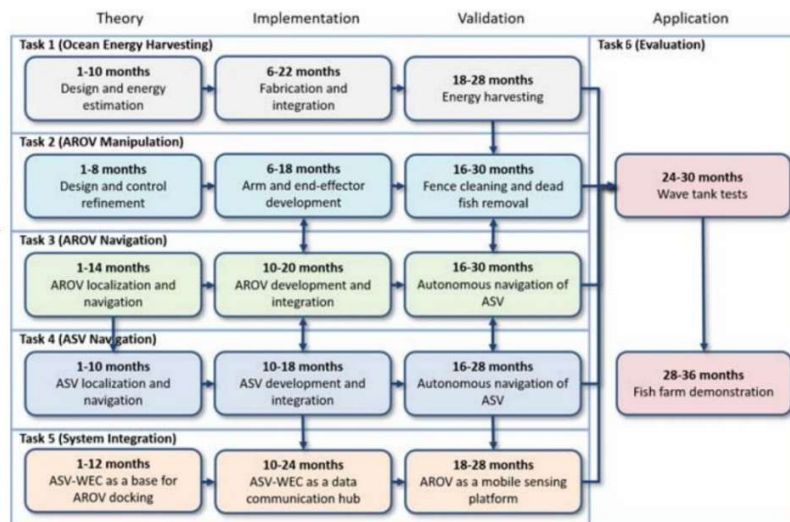 Theory Implementation Validation Application
Task 1 (Ocean Energy Harvesting)
1-10 months
Design and energy
estimation
6-22 months
Fabrication and
integration
18-28 months
Energy harvesting
Task 2 (AROV Manipulation)
1-8 months
Design and control
refinement
6-18 months
Arm and end-effector
development
16-30 months
Fence cleaning and dead
fish removal
Task 3 (AROV Navigation)
1-14 months
AROV localization and
navigation
10-20 months
AROV development and
integration
16-30 months
Autonomous navigation of
ASV
Task 4 (ASV Navigation)
1-10 months
ASV localization and
navigation
10-18 months
ASV development and
integration
16-28 months
Autonomous navigation of
ASV
Task 5 (System Integration)
1-12 months
ASV-WEC as a base for
AROV docking
10-24 months
ASV-WEC as a data
communication hub
18-28 months
AROV as a mobile sensing
platform
Task 6 (Evaluation)
24-30 months
Wave tank tests
28-36 months
Fish farm demonstration